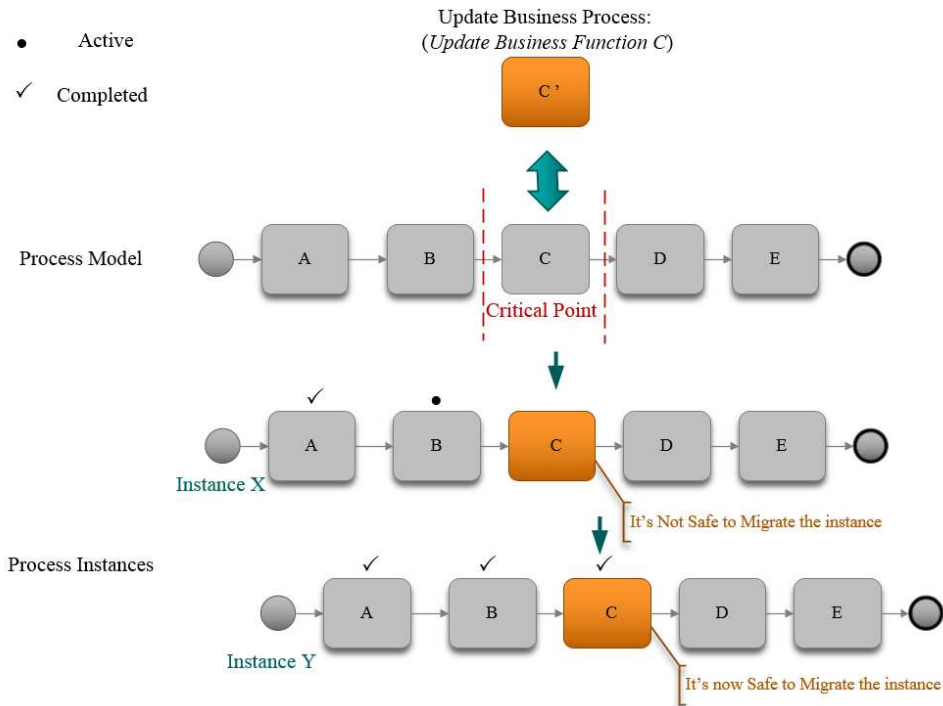 Update Business Process:
(Update Business Function C)
Active
Completed
C’
Process Model
A
B
C
D
E
Critical Point
A
B
C
D
E
Instance X
It’s Not Safe to Migrate the instance
Process Instances
A
B
C
D
E
Instance Y
It’s now Safe to Migrate the instance